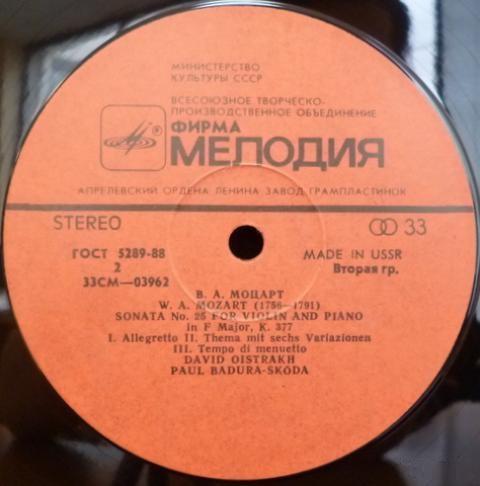 МИНИСТЕРСТВО
КУЛЬТУРЫ СССР
ВСЕСОЮЗНОЕ ТВОРЧЕСКО-
ПРОИЗВОДСТВЕННОЕ ОБЪЕДИНЕНИЕ
ФИРМА
МЕЛОДИЯ
АПРЕЛЕВСКИЙ ОРДЕНА ЛЕНИНА ЗАВОД ГРАМПЛАСТИНОК
STEREO 33
ГОСТ 5289-88 MADE IN USSR
2 Вторая гр.
33СМ—03962
В. А. МОЦАРТ
W. A. MOZART (1756—1791)
SONATA No. 25 FOR VIOLIN AND PIANO
in F Major, K. 377
I. Allegretto II. Thema mit sechs Variazionen
III. Tempo di menuetto
DAVID OISTRAKH
PAUL BADURA-SKODA